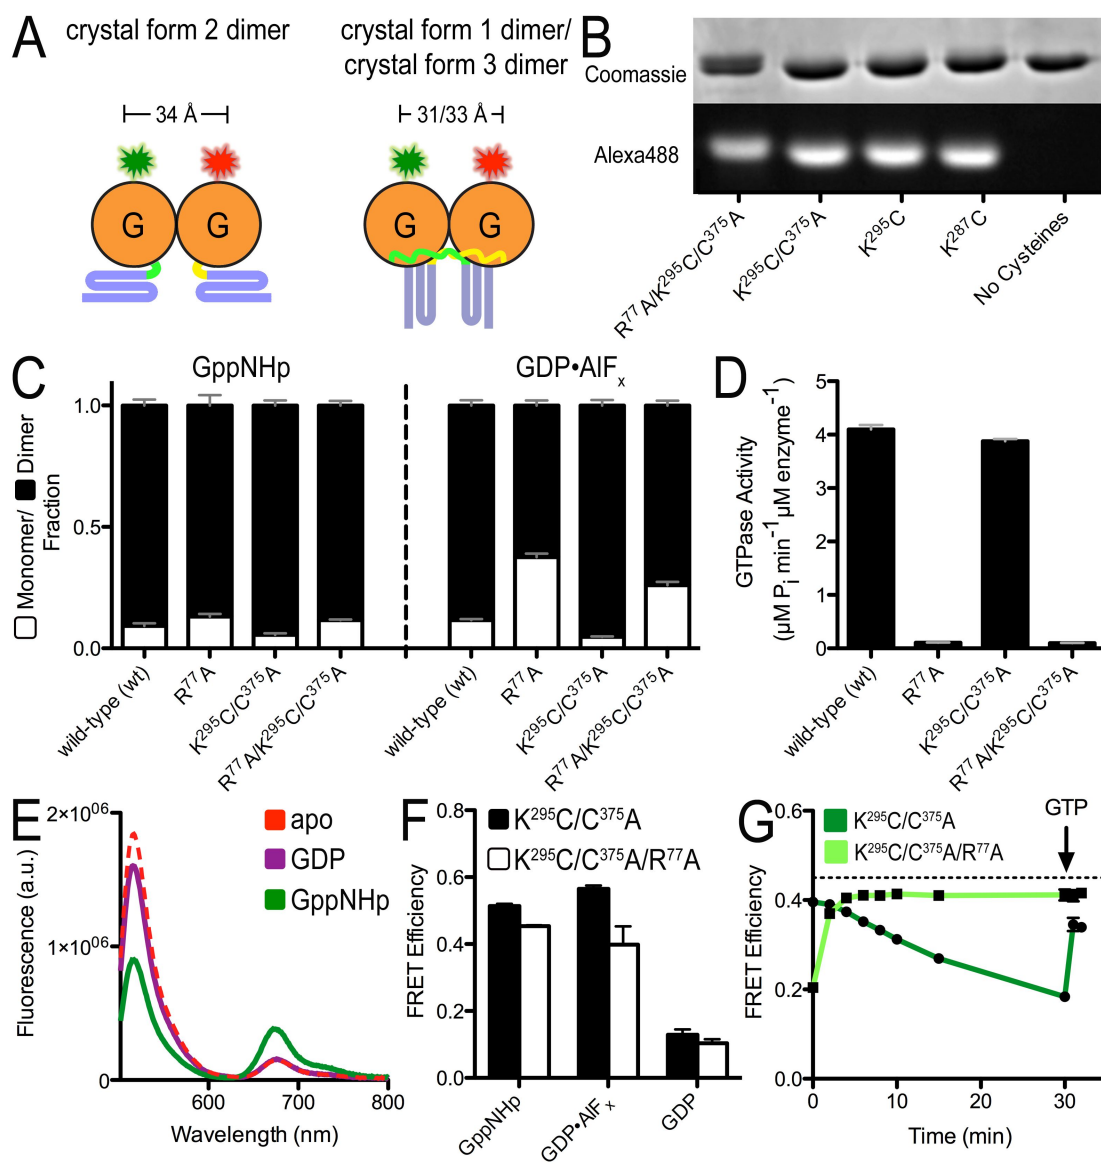 A
crystal form 2 dimer
crystal form 1 dimer/
crystal form 3 dimer
34 Å
31/33 Å
G
G
G
G
B
Coomassie
Alexa488
R⁷⁷A/K²⁹⁵C/C³⁷⁵A
K²⁹⁵C/C³⁷⁵A
K²⁹⁵C
K²⁸⁷C
No Cysteines
C
GppNHp
GDP•AlFₓ
Monomer/ Dimer
Fraction
1.0
0.5
0.0
wild-type (wt)
R⁷⁷A
K²⁹⁵C/C³⁷⁵A
R⁷⁷A/K²⁹⁵C/C³⁷⁵A
wild-type (wt)
R⁷⁷A
K²⁹⁵C/C³⁷⁵A
R⁷⁷A/K²⁹⁵C/C³⁷⁵A
D
GTPase Activity
(µM Pᵢ min⁻¹µM enzyme⁻¹)
5
4
3
2
1
0
wild-type (wt)
R⁷⁷A
K²⁹⁵C/C³⁷⁵A
R⁷⁷A/K²⁹⁵C/C³⁷⁵A
E
Fluorescence (a.u.)
2×10⁰⁶
1×10⁰⁶
0
apo
GDP
GppNHp
600
700
800
Wavelength (nm)
F
FRET Efficiency
0.8
0.6
0.4
0.2
0.0
K²⁹⁵C/C³⁷⁵A
K²⁹⁵C/C³⁷⁵A/R⁷⁷A
GppNHp
GDP•AlFₓ
GDP
G
FRET Efficiency
0.6
0.4
0.2
0.0
K²⁹⁵C/C³⁷⁵A
K²⁹⁵C/C³⁷⁵A/R⁷⁷A
GTP
0
10
20
30
Time (min)